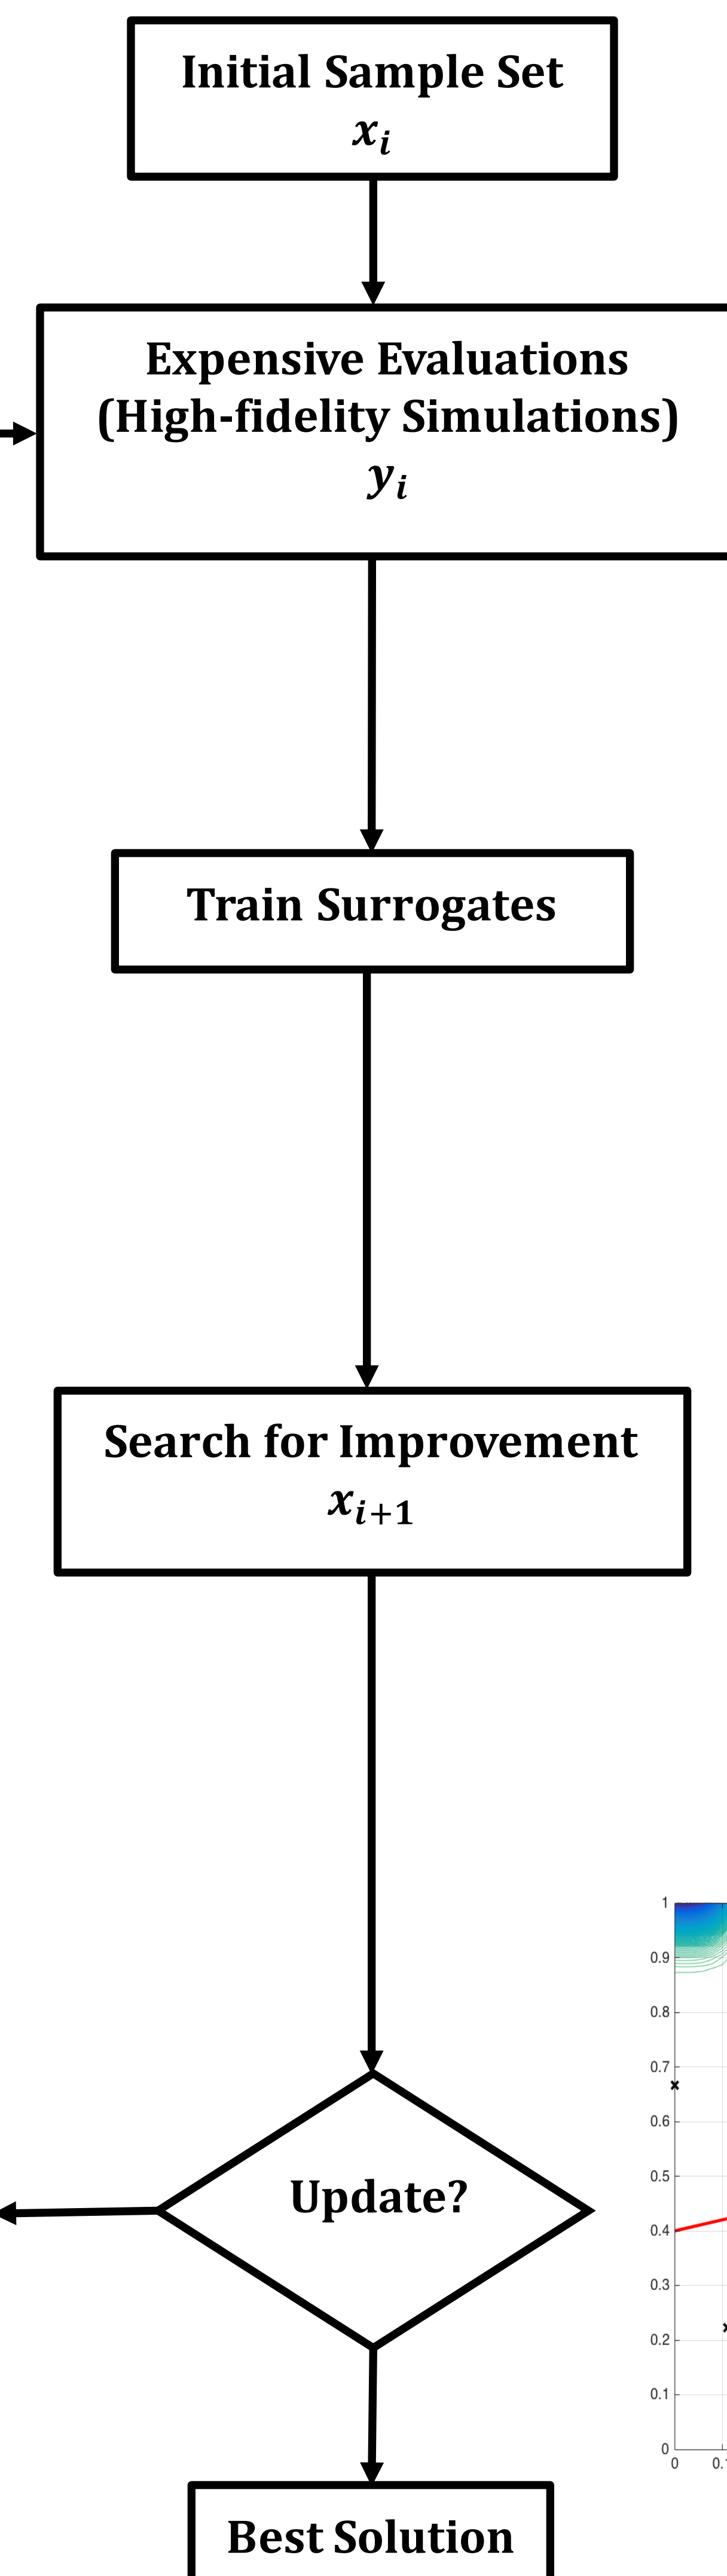 Initial Sample Set
x_i
Expensive Evaluations
(High-fidelity Simulations)
y_i
Train Surrogates
Search for Improvement
x_{i+1}
Update?
1
0.9
0.8
0.7
0.6
0.5
0.4
0.3
0.2
0.1
0
0
Best Solution